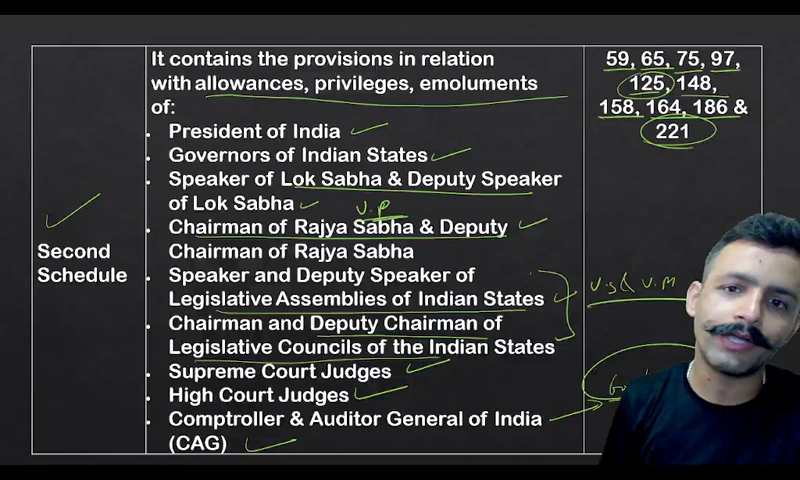 It contains the provisions in relation
with allowances, privileges, emoluments
of:
• President of India
• Governors of Indian States
• Speaker of Lok Sabha & Deputy Speaker
of Lok Sabha
V.P
• Chairman of Rajya Sabha & Deputy
Chairman of Rajya Sabha
• Speaker and Deputy Speaker of
Legislative Assemblies of Indian States
• Chairman and Deputy Chairman of
Legislative Councils of the Indian States
• Supreme Court Judges
• High Court Judges
• Comptroller & Auditor General of India
(CAG)
Second
Schedule
59, 65, 75, 97,
125, 148,
158, 164, 186 &
221